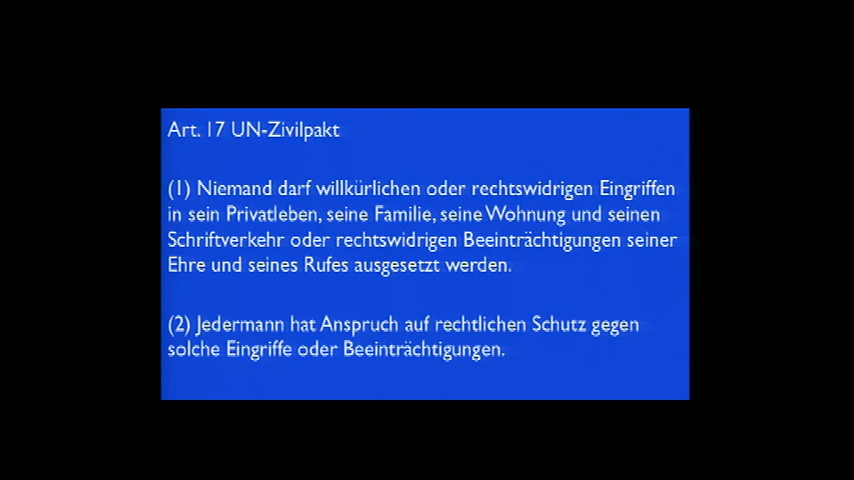 Art. 17 UN-Zivilpakt
(1) Niemand darf willkürlichen oder rechtswidrigen Eingriffen
in sein Privatleben, seine Familie, seine Wohnung und seinen
Schriftverkehr oder rechtswidrigen Beeinträchtigungen seiner
Ehre und seines Rufes ausgesetzt werden.
(2) Jedermann hat Anspruch auf rechtlichen Schutz gegen
solche Eingriffe oder Beeinträchtigungen.